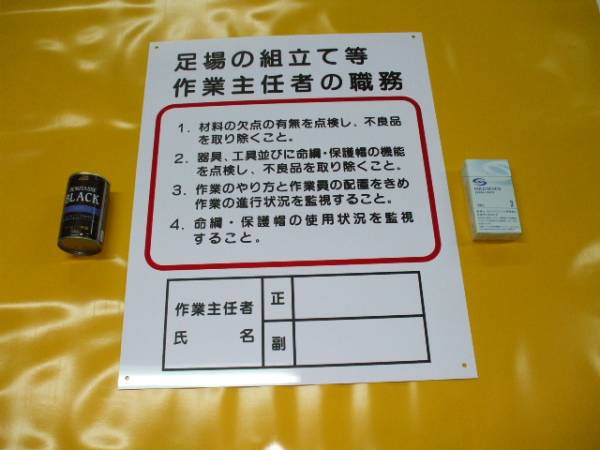 足場の組立て等
作業主任者の職務
1. 材料の欠点の有無を点検し、不良品
を取り除くこと。
2. 器具、工具並びに命綱・保護帽の機能
を点検し、不良品を取り除くこと。
3. 作業のやり方と作業員の配置をきめ
作業の進行状況を監視すること。
4. 命綱・保護帽の使用状況を監視
すること。
作業主任者
氏名
正
副
BLACK